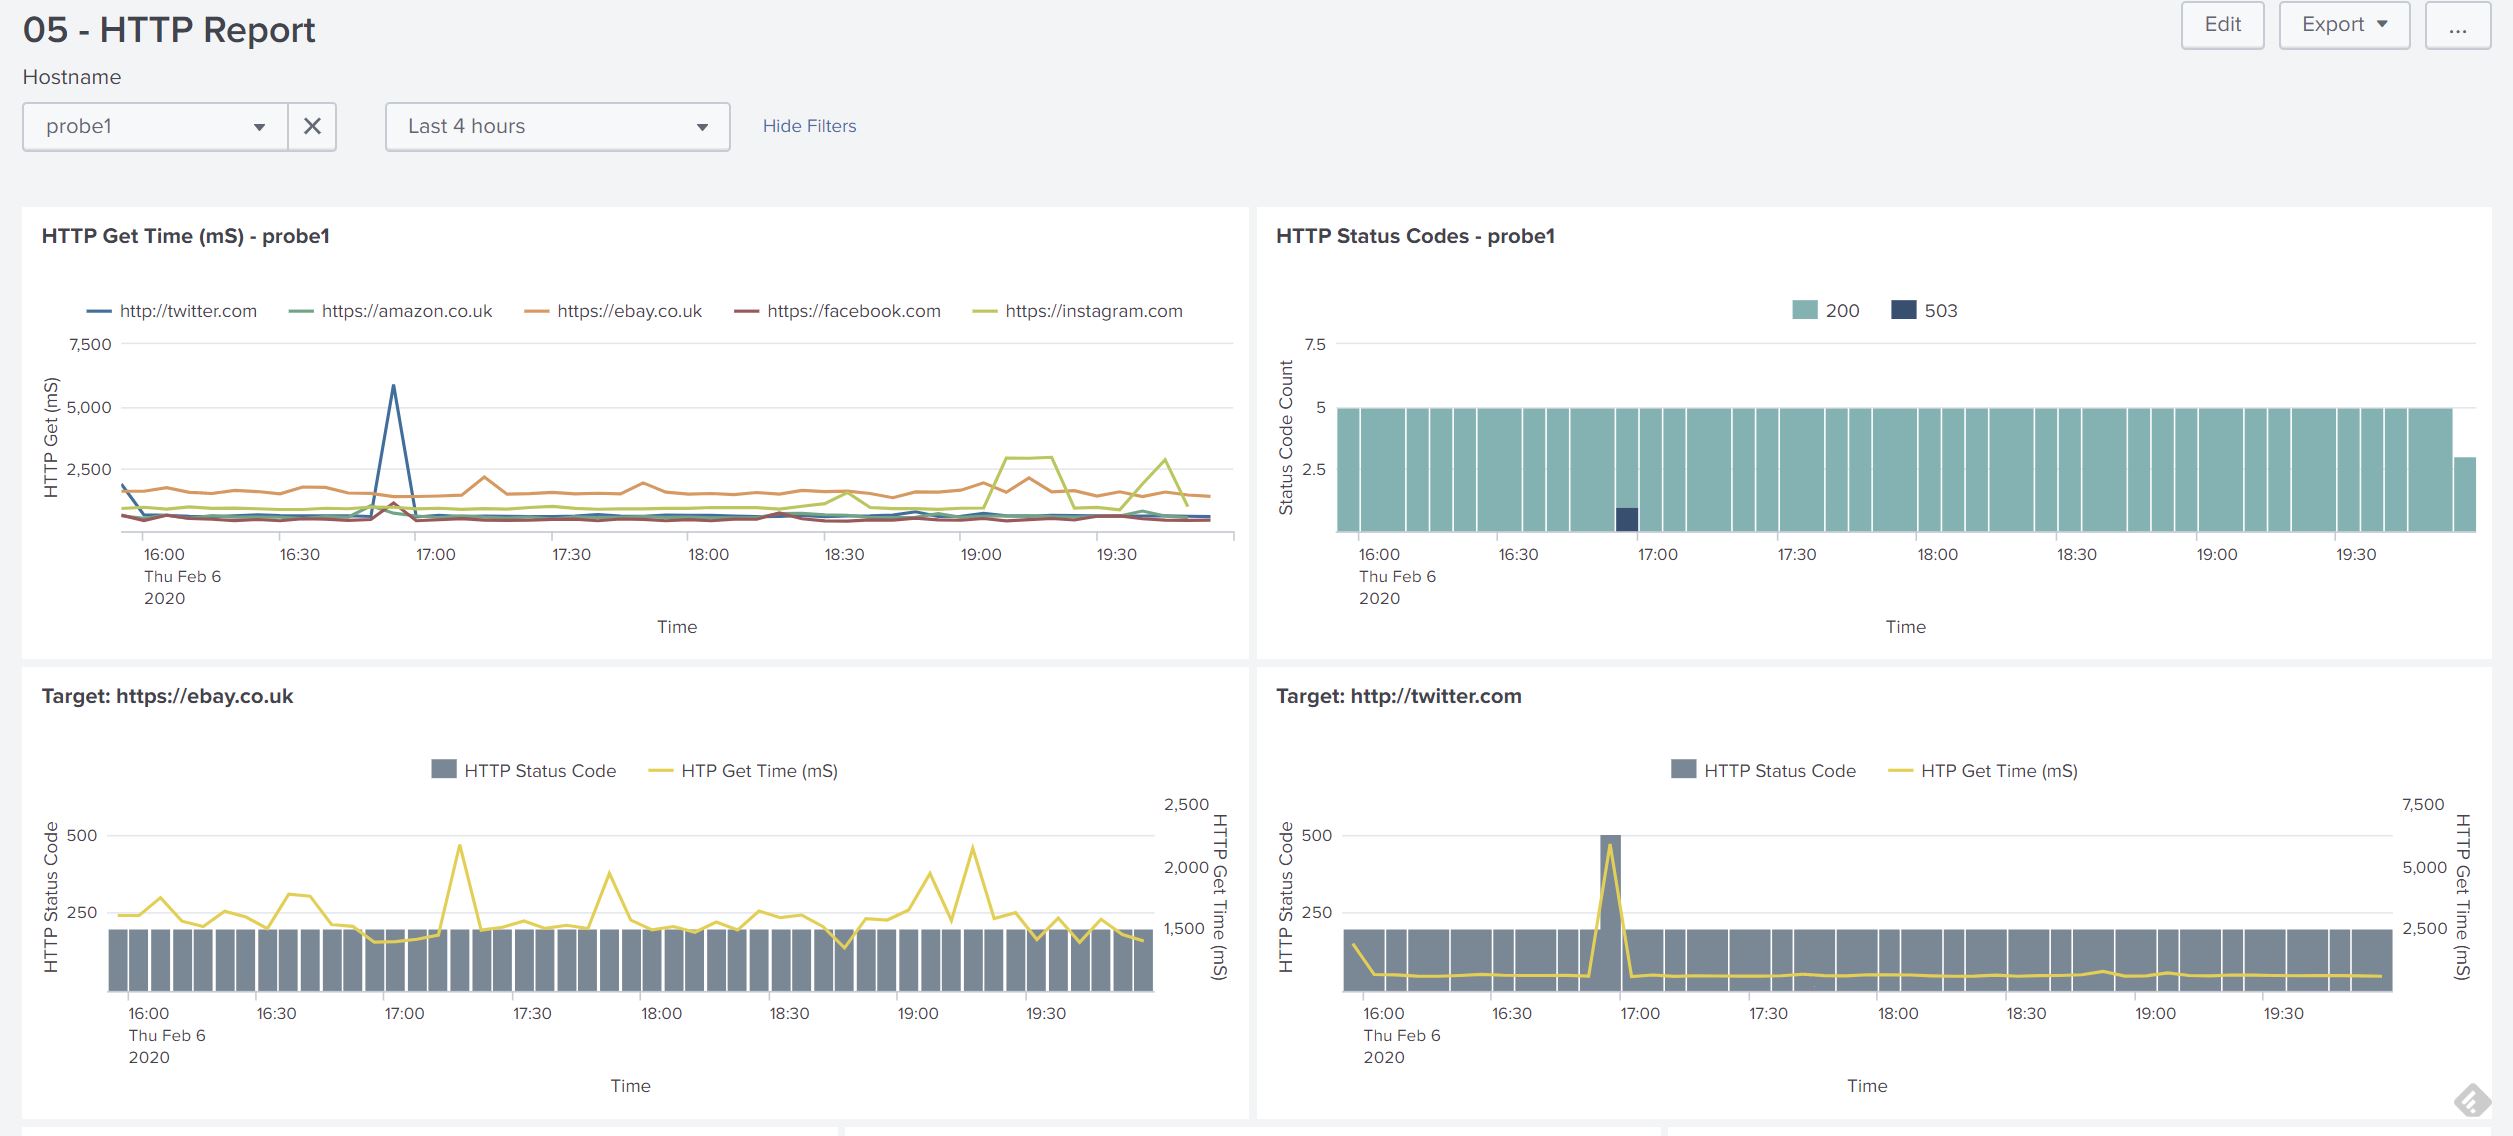 05 - HTTP Report
Edit
Export
...
Hostname
probe1
Last 4 hours
Hide Filters
HTTP Get Time (mS) - probe1
http://twitter.com https://amazon.co.uk https://ebay.co.uk https://facebook.com https://instagram.com
7,500
5,000
2,500
HTTP Get (mS)
16:00 16:30 17:00 17:30 18:00 18:30 19:00 19:30
Thu Feb 6
2020
Time
HTTP Status Codes - probe1
200 503
7.5
5
2.5
Status Code Count
16:00 16:30 17:00 17:30 18:00 18:30 19:00 19:30
Thu Feb 6
2020
Time
Target: https://ebay.co.uk
HTTP Status Code HTP Get Time (mS)
500
250
HTTP Status Code
2,500
2,000
1,500
HTTP Get Time (mS)
16:00 16:30 17:00 17:30 18:00 18:30 19:00 19:30
Thu Feb 6
2020
Time
Target: http://twitter.com
HTTP Status Code HTP Get Time (mS)
500
250
HTTP Status Code
7,500
5,000
2,500
HTTP Get Time (mS)
16:00 16:30 17:00 17:30 18:00 18:30 19:00 19:30
Thu Feb 6
2020
Time